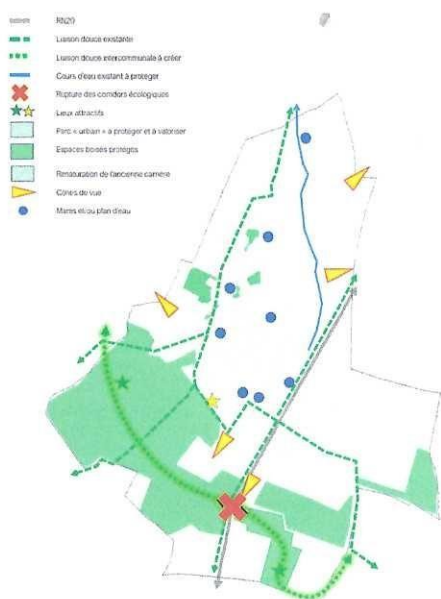 RN20
Liaison douce existante
Liaison douce intercommunale à créer
Cours d'eau existant à protéger
Rupture des corridors écologiques
Lieux attractifs
Parc « urbain » à protéger et à valoriser
Espaces boisés protégés
Renaturation de l'ancienne carrière
Cônes de vue
Mares et/ou plan d'eau